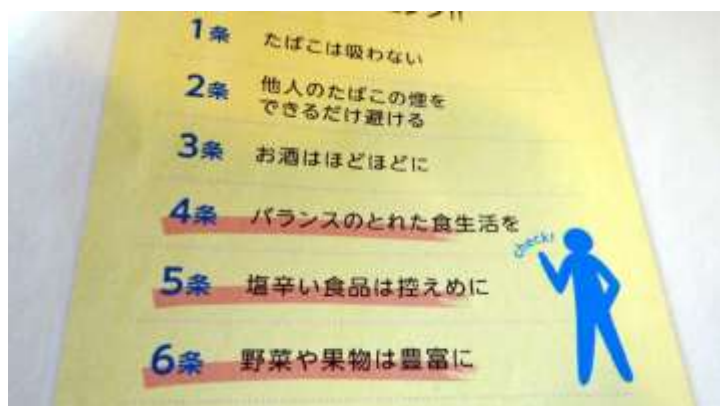 1条 たばこは吸わない
2条 他人のたばこの煙を
できるだけ避ける
3条 お酒はほどほどに
4条 バランスのとれた食生活を
check!
5条 塩辛い食品は控えめに
6条 野菜や果物は豊富に